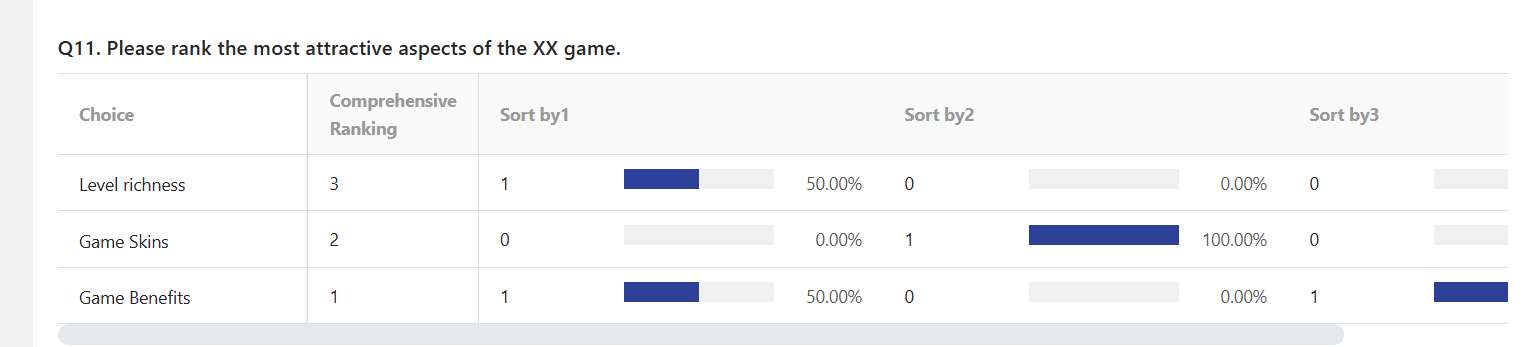 Q11. Please rank the most attractive aspects of the XX game.
Choice Comprehensive Ranking Sort by1 Sort by2 Sort by3
Level richness 3 1 50.00% 0 0.00% 0
Game Skins 2 0 0.00% 1 100.00% 0
Game Benefits 1 1 50.00% 0 0.00% 1